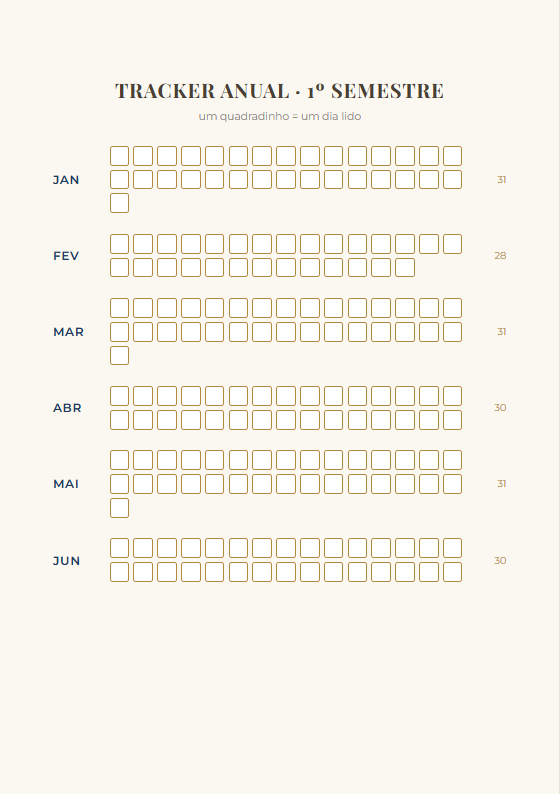 TRACKER ANUAL · 1º SEMESTRE
um quadradinho = um dia lido
JAN 31
FEV 28
MAR 31
ABR 30
MAI 31
JUN 30